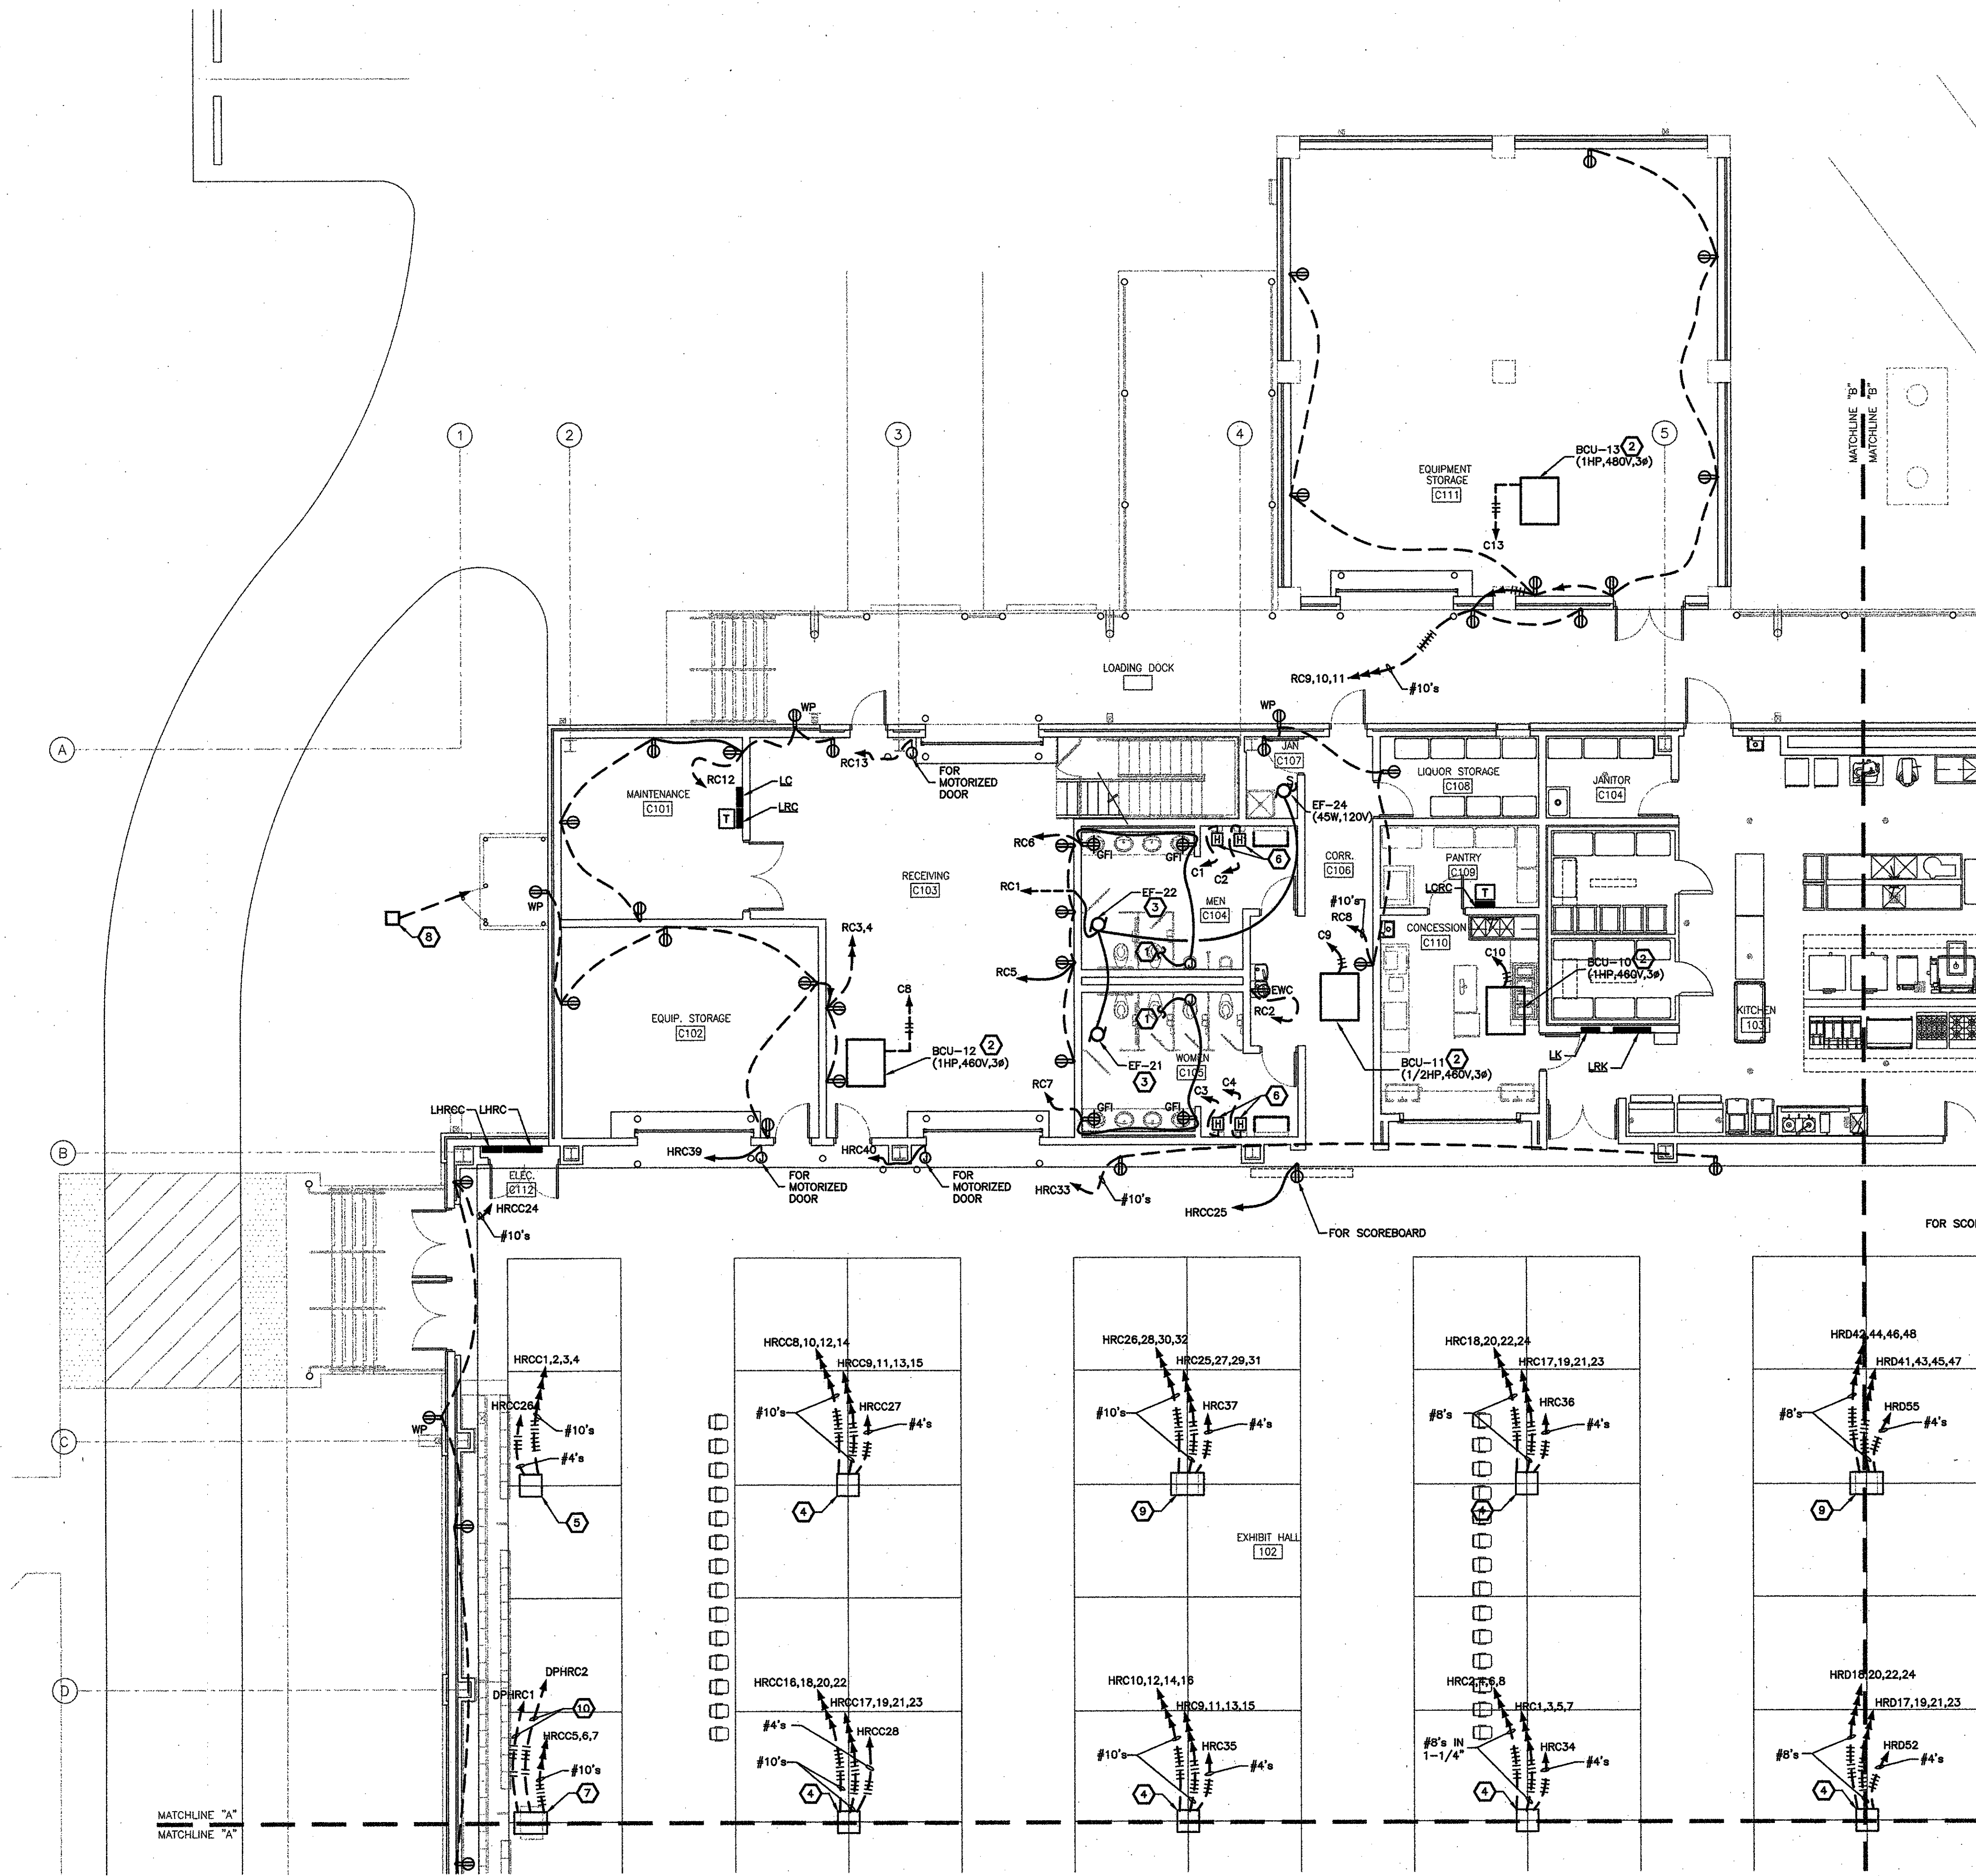 MATCHLINE "B"
MATCHLINE "B"
1
2
3
4
5
BCU-13 2
(1HP,480V,3ø)
EQUIPMENT
STORAGE
C111
C13
LOADING DOCK
RC9,10,11
#10's
A
WP
WP
RC13
FOR
MOTORIZED
DOOR
RC12
LC
LRC
T
MAINTENANCE
C101
JAN
C107
LIQUOR STORAGE
C108
JANITOR
C104
S
EF-24
(45W,120V)
RC6
GFI
GFI
H
H
6
C1
C2
CORR.
C106
PANTRY
C109
LCRC
T
RECEIVING
C103
RC1
EF-22
3
MEN
C104
WP
8
#10's
RC8
CONCESSION
C110
RC3,4
C9
C10
BCU-10 2
(1HP,460V,3ø)
1
RC5
C8
EWC
RC2
EQUIP. STORAGE
C102
1
KITCHEN
103
BCU-12 2
(1HP,460V,3ø)
EF-21
3
WOMEN
C105
BCU-11 2
(1/2HP,460V,3ø)
LK
LRK
RC7
C3
C4
6
GFI
GFI
H
H
LHRCC
LHRC
B
HRC39
HRC40
ELEC.
C112
FOR
MOTORIZED
DOOR
FOR
MOTORIZED
DOOR
HRC33
#10's
HRCC24
#10's
HRCC25
FOR SCOREBOARD
FOR SCO
HRCC1,2,3,4
HRCC8,10,12,14
HRCC9,11,13,15
HRC26,28,30,32
HRC25,27,29,31
HRC18,20,22,24
HRC17,19,21,23
HRD42,44,46,48
HRD41,43,45,47
HRCC26
#10's
#4's
#10's
HRCC27
#4's
#10's
HRC37
#4's
#8's
HRC36
#4's
#8's
HRD55
#4's
WP
C
5
4
9
4
9
EXHIBIT HALL
102
D
DPHRC2
DPHRC1
10
HRCC5,6,7
#10's
7
HRCC16,18,20,22
HRCC17,19,21,23
#4's
HRCC28
#10's
4
HRC10,12,14,16
HRC9,11,13,15
#10's
HRC35
#4's
4
HRC2,4,6,8
HRC1,3,5,7
#8's IN
1-1/4"
HRC34
#4's
4
HRD18,20,22,24
HRD17,19,21,23
#8's
HRD52
#4's
4
MATCHLINE "A"
MATCHLINE "A"